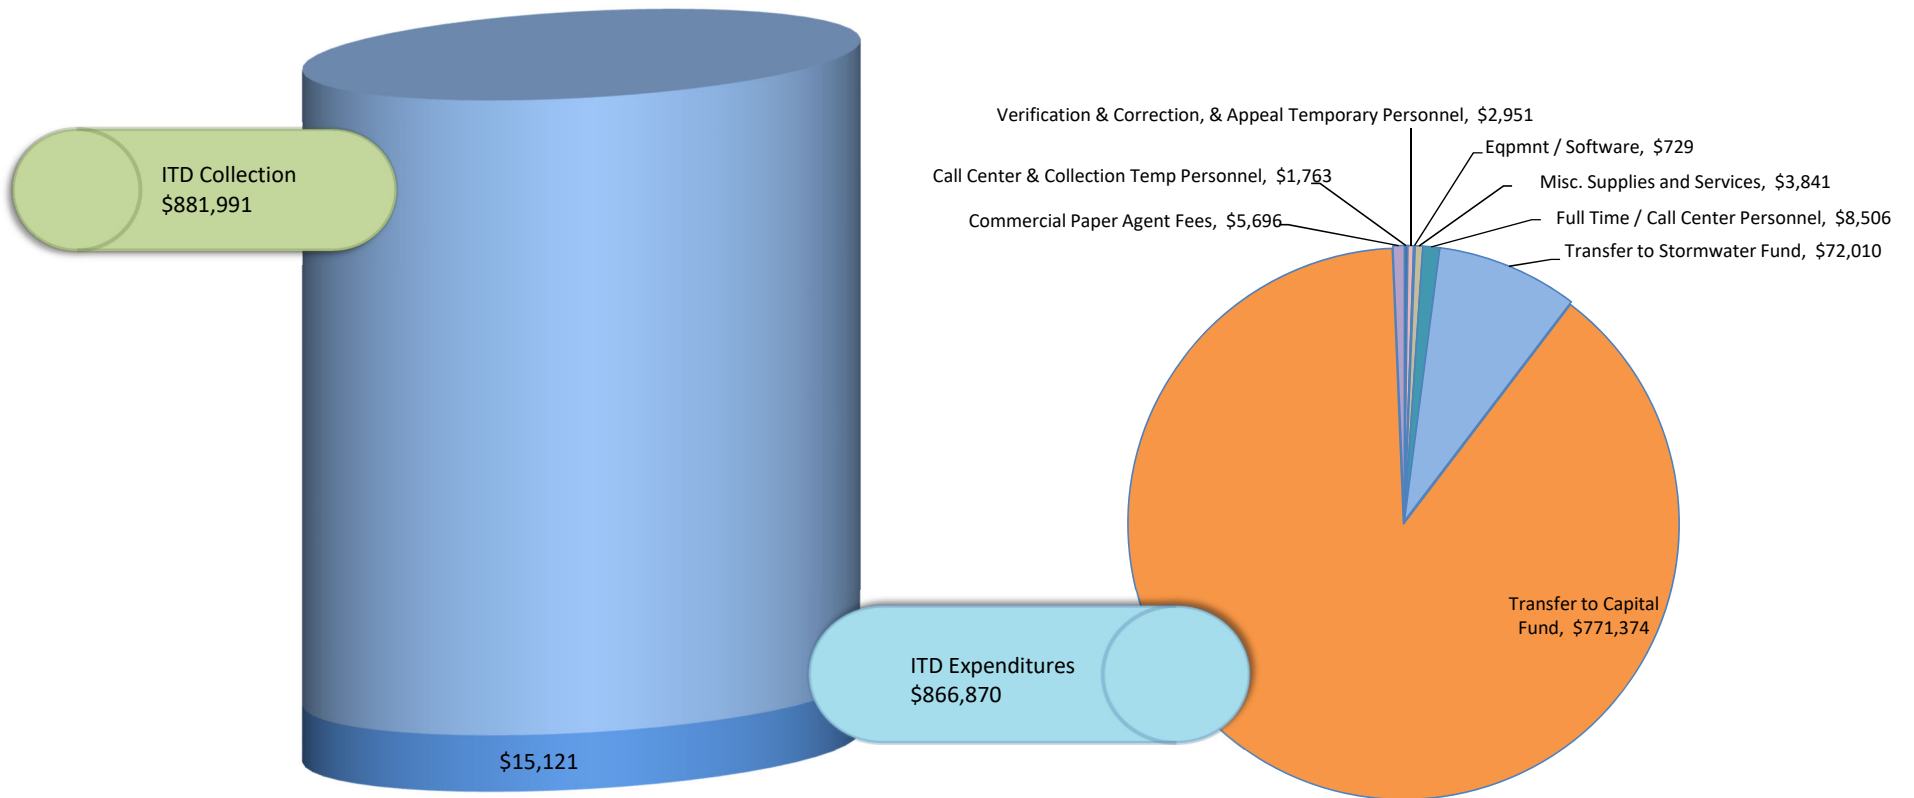 Verification & Correction, & Appeal Temporary Personnel, $2,951
Eqpmnt / Software, $729
Call Center & Collection Temp Personnel, $1,763
Misc. Supplies and Services, $3,841
Commercial Paper Agent Fees, $5,696
Full Time / Call Center Personnel, $8,506
Transfer to Stormwater Fund, $72,010
ITD Collection
$881,991
Transfer to Capital
Fund, $771,374
ITD Expenditures
$866,870
$15,121